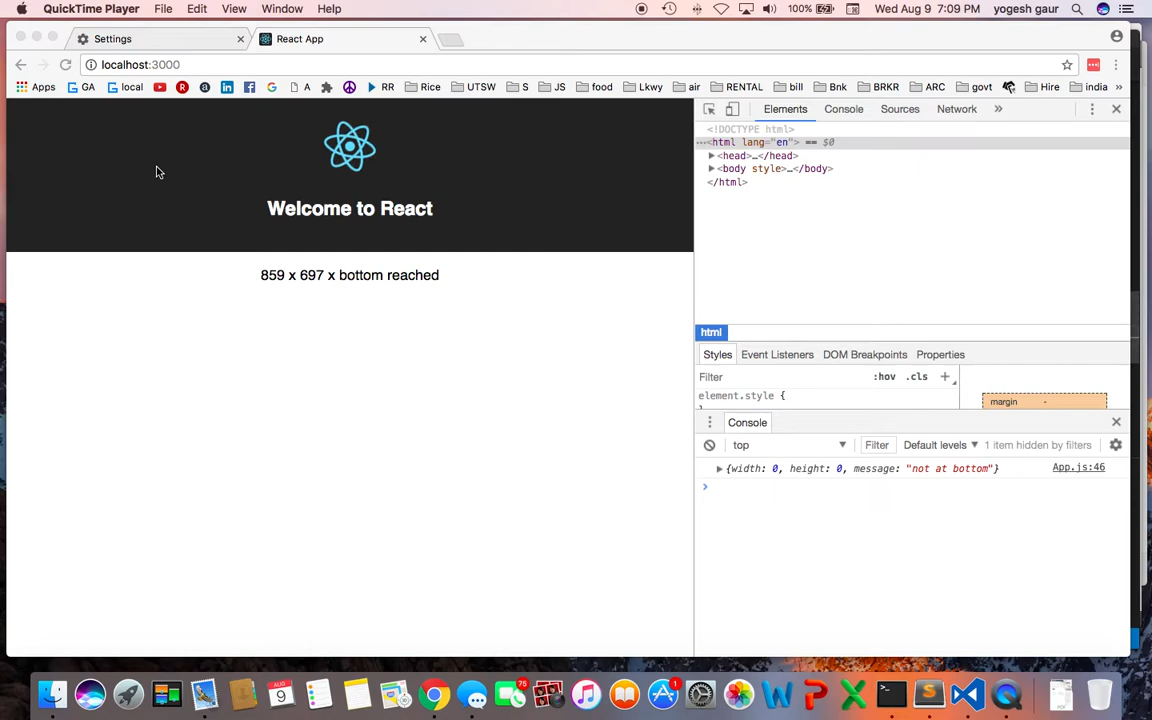 QuickTime Player File Edit View Window Help 100% Wed Aug 9 7:09 PM yogesh gaur
Settings React App
localhost:3000
Apps GA local A RR Rice UTSW S JS food Lkwy air RENTAL bill Bnk BRKR ARC govt Hire india »
Elements Console Sources Network »
<!DOCTYPE html>
…<html lang="en"> == $0
<head>…</head>
<body style>…</body>
</html>
Welcome to React
859 x 697 x bottom reached
html
Styles Event Listeners DOM Breakpoints Properties
Filter :hov .cls +
element.style {
margin -
Console
top Filter Default levels 1 item hidden by filters
{width: 0, height: 0, message: "not at bottom"} App.js:46
AUG
9
75
1